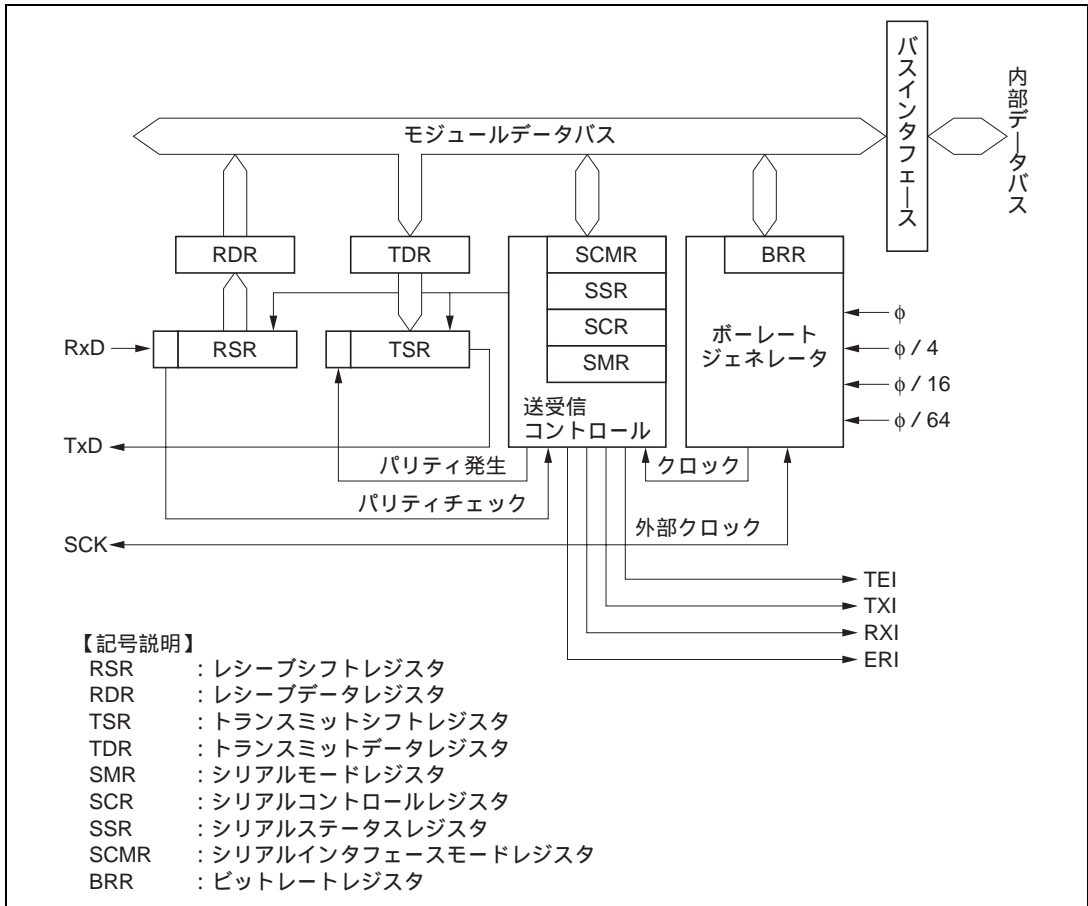 バスインタフェース
内部データバス
モジュールデータバス
RDR
TDR
SCMR
BRR
SSR
SCR
SMR
ボーレート
ジェネレータ
φ
φ / 4
φ / 16
φ / 64
RxD
RSR
TSR
送受信
コントロール
TxD
パリティ発生
クロック
パリティチェック
外部クロック
SCK
TEI
TXI
RXI
ERI
【記号説明】
RSR : レシーブシフトレジスタ
RDR : レシーブデータレジスタ
TSR : トランスミットシフトレジスタ
TDR : トランスミットデータレジスタ
SMR : シリアルモードレジスタ
SCR : シリアルコントロールレジスタ
SSR : シリアルステータスレジスタ
SCMR : シリアルインタフェースモードレジスタ
BRR : ビットレートレジスタ